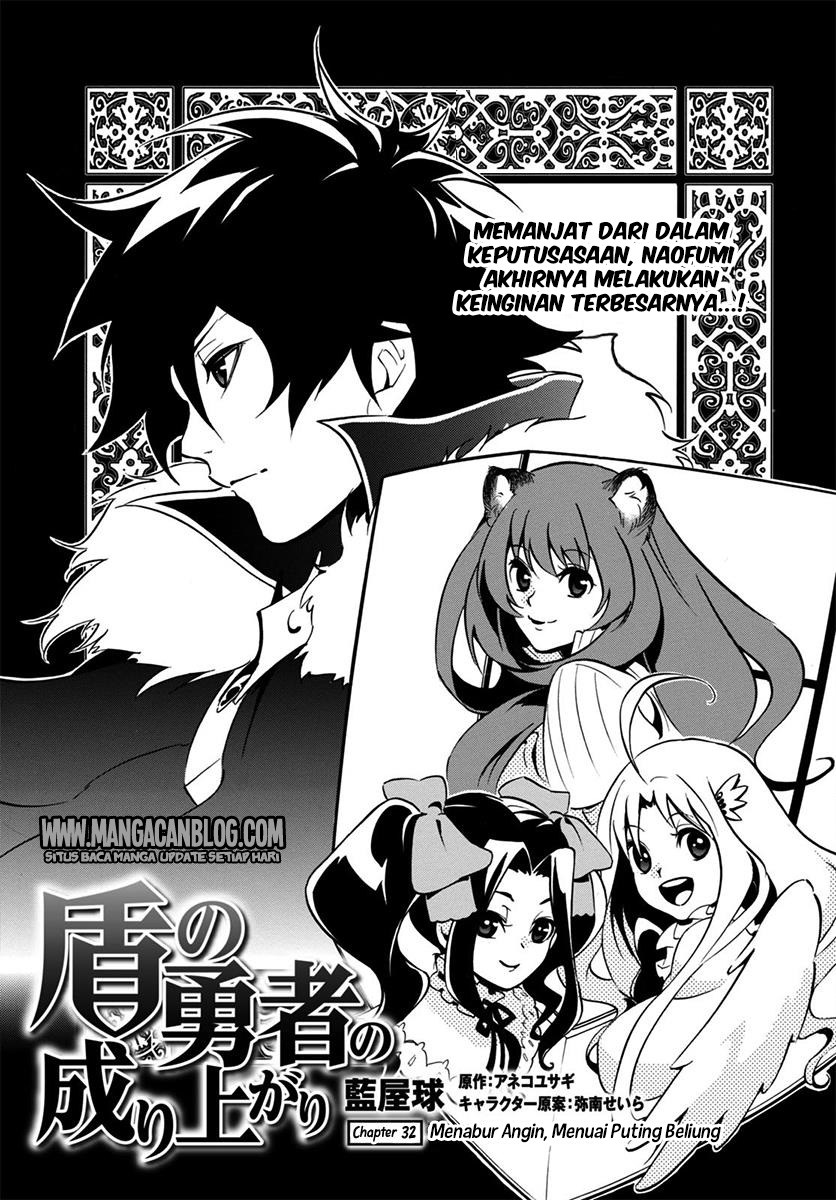 MEMANJAT DARI DALAM
KEPUTUSASAAN, NAOFUMI
AKHIRNYA MELAKUKAN
KEINGINAN TERBESARNYA...!
WWW.MANGACANBLOG.COM
SITUS BACA MANGA UPDATE SETIAP HARI
盾の勇者の
成り上がり
藍屋球
原作:アネコユサギ
キャラクター原案:弥南せいら
Chapter 32 Menabur Angin, Menuai Puting Beliung